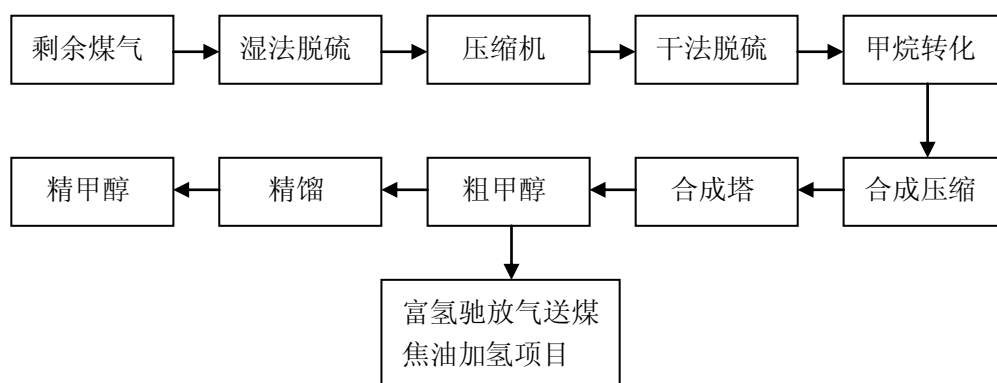 剩余煤气
湿法脱硫
压缩机
干法脱硫
甲烷转化
精甲醇
精馏
粗甲醇
合成塔
合成压缩
富氢驰放气送煤
焦油加氢项目